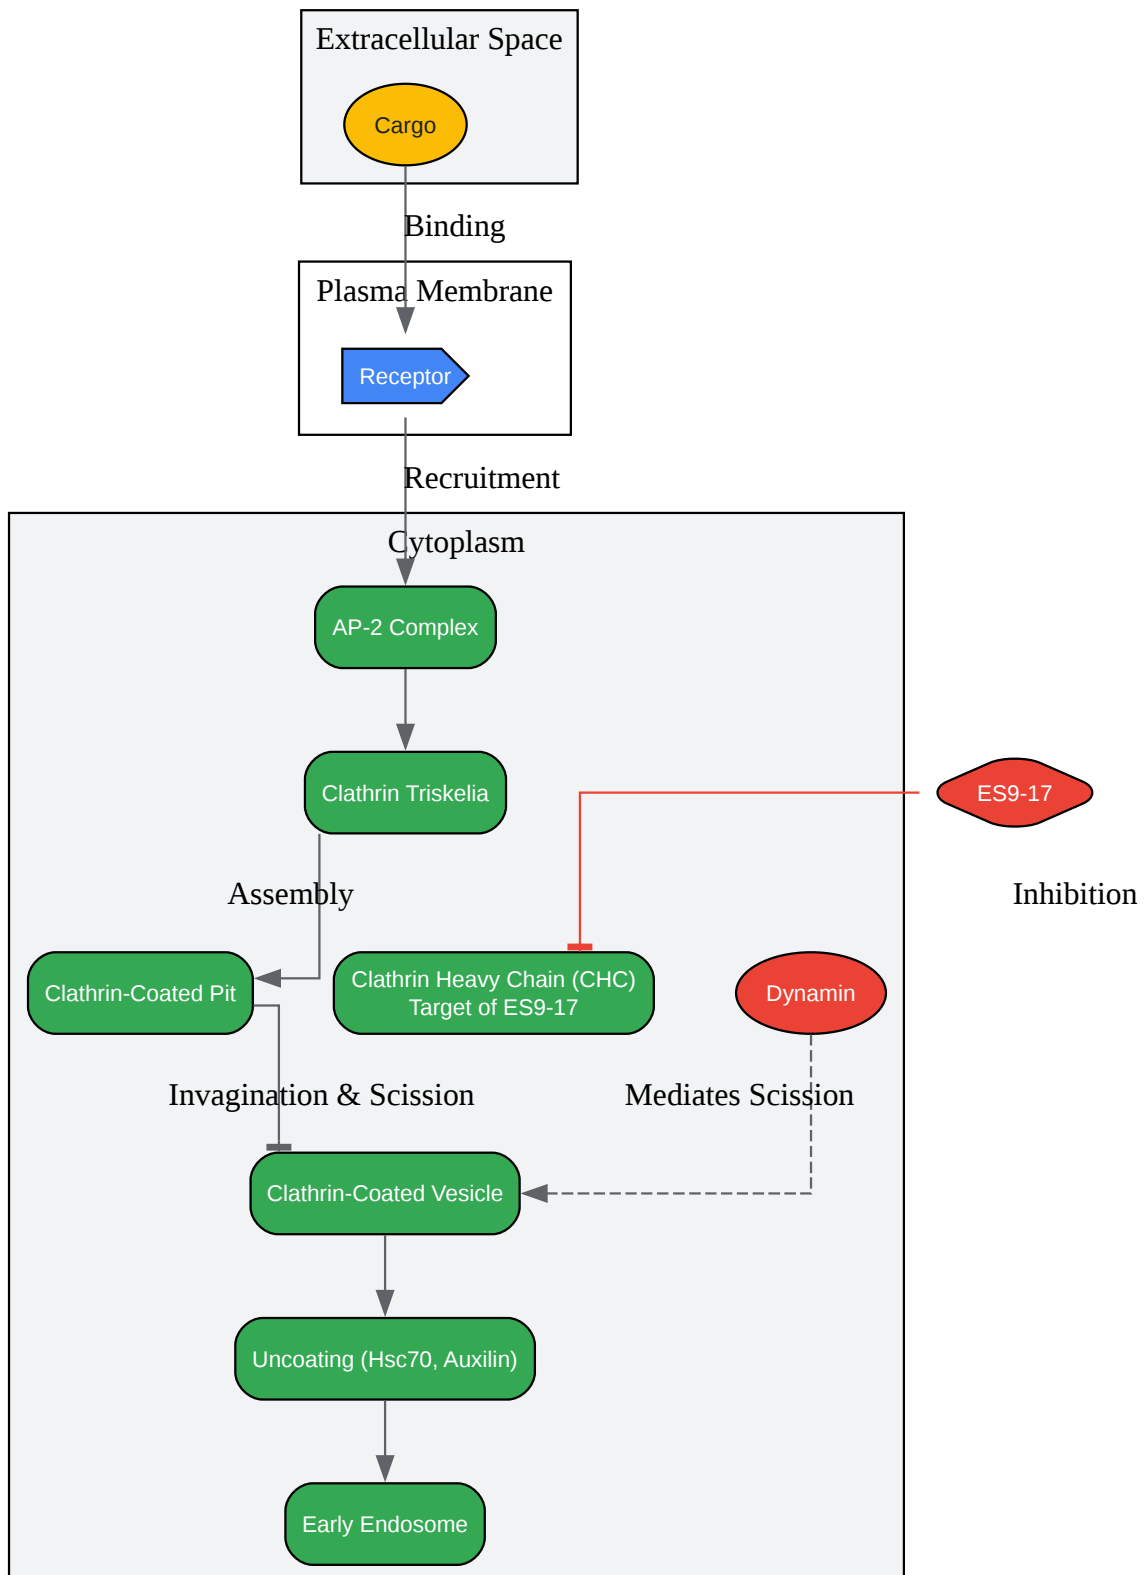 Extracellular Space
Cargo
Binding
Plasma Membrane
Receptor
Recruitment
Cytoplasm
AP-2 Complex
Clathrin Triskelia
ES9-17
Assembly
Inhibition
Clathrin-Coated Pit
Clathrin Heavy Chain (CHC)
Target of ES9-17
Dynamin
Invagination & Scission
Mediates Scission
Clathrin-Coated Vesicle
Uncoating (Hsc70, Auxilin)
Early Endosome